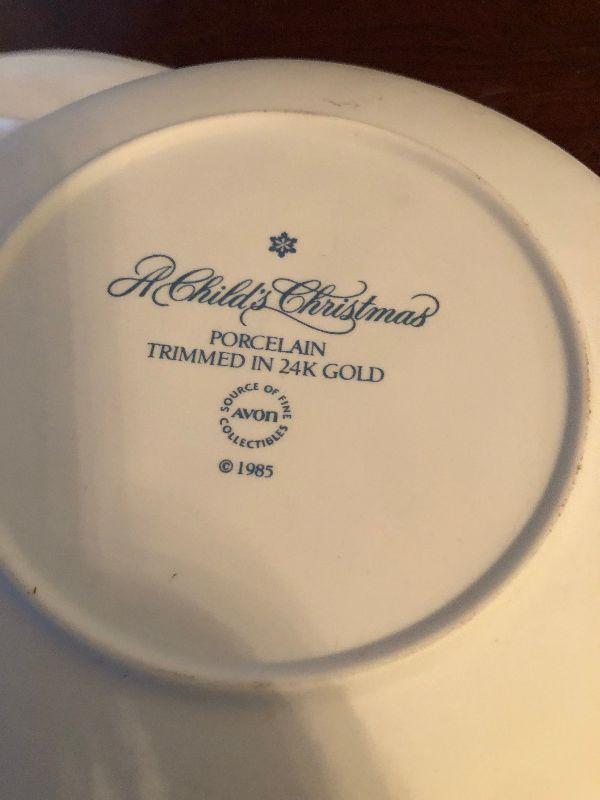 A Child's Christmas
PORCELAIN
TRIMMED IN 24K GOLD
SOURCE OF FINE
AVON
COLLECTIBLES
© 1985